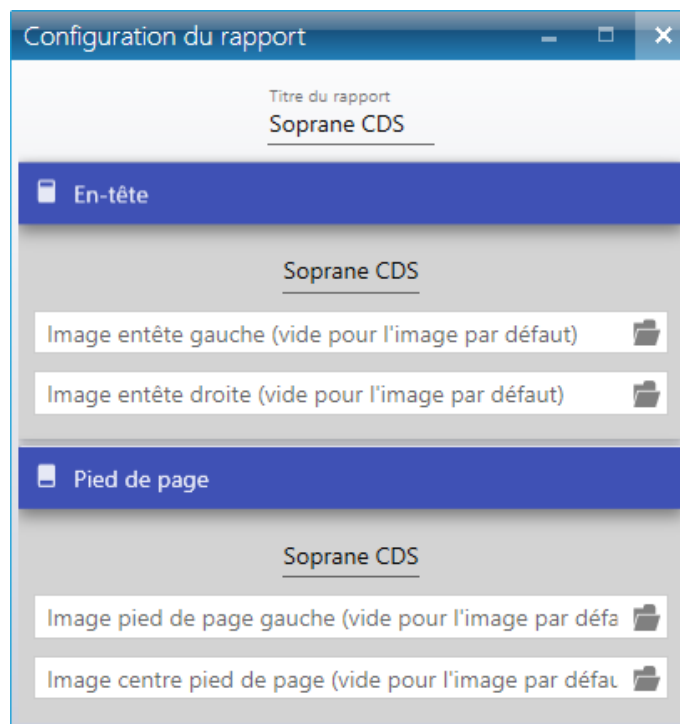 Configuration du rapport
Titre du rapport
Soprane CDS
En-tête
Soprane CDS
Image entête gauche (vide pour l'image par défaut)
Image entête droite (vide pour l'image par défaut)
Pied de page
Soprane CDS
Image pied de page gauche (vide pour l'image par défa
Image centre pied de page (vide pour l'image par défau